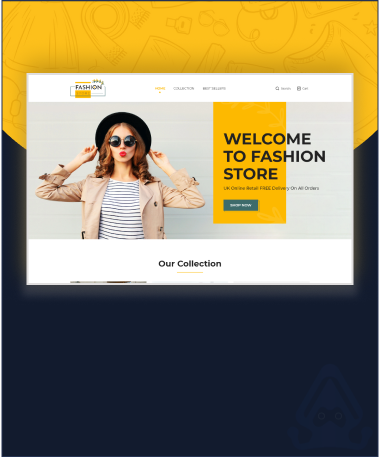 FASHION
HOME
COLLECTION
BEST SELLERS
Search
Cart
WELCOME
TO FASHION
STORE
UK Online Retail FREE Delivery On All Orders
SHOP NOW
Our Collection